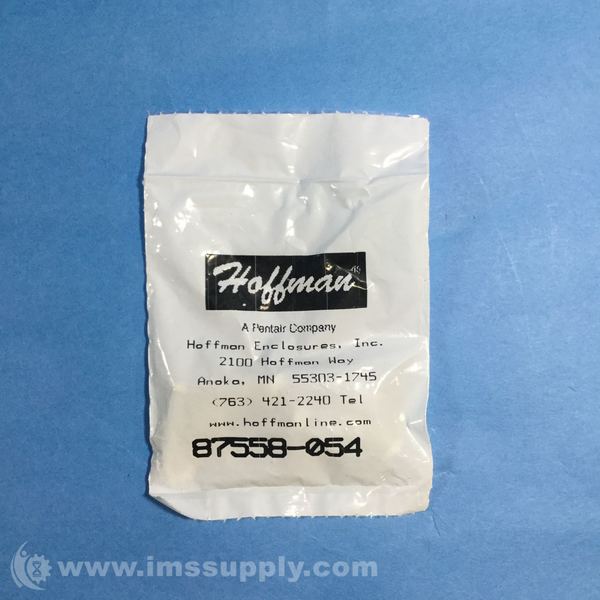 Hoffman®
A Pentair Company
Hoffman Enclosures, Inc.
2100 Hoffman Way
Anoka, MN 55303-1745
(763) 421-2240 Tel
www.hoffmanline.com
87558-054
www.imssupply.com